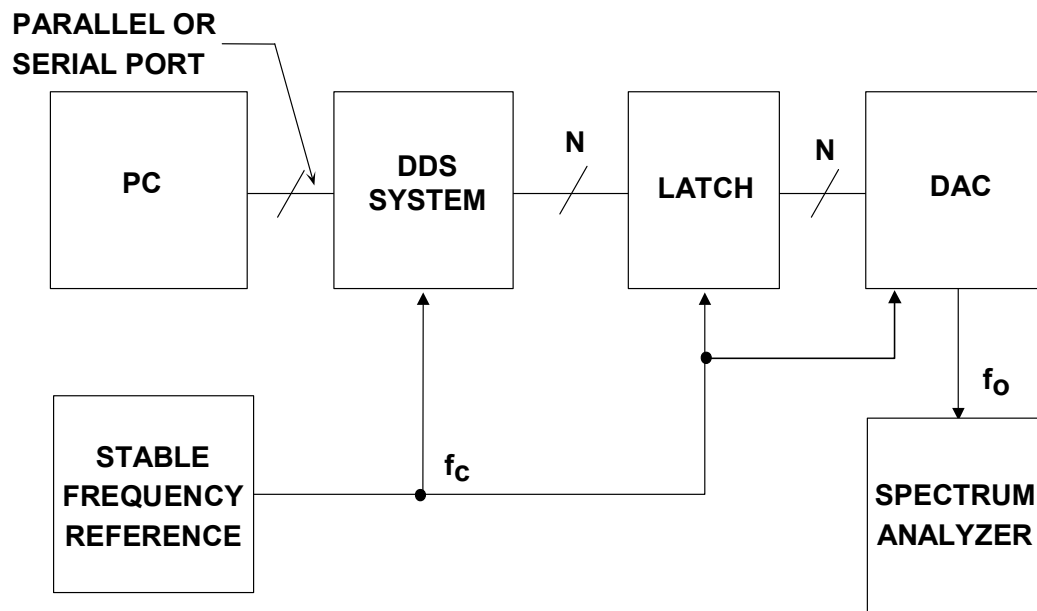 PARALLEL OR
SERIAL PORT
PC
DDS
SYSTEM
N
LATCH
N
DAC
STABLE
FREQUENCY
REFERENCE
fc
fo
SPECTRUM
ANALYZER